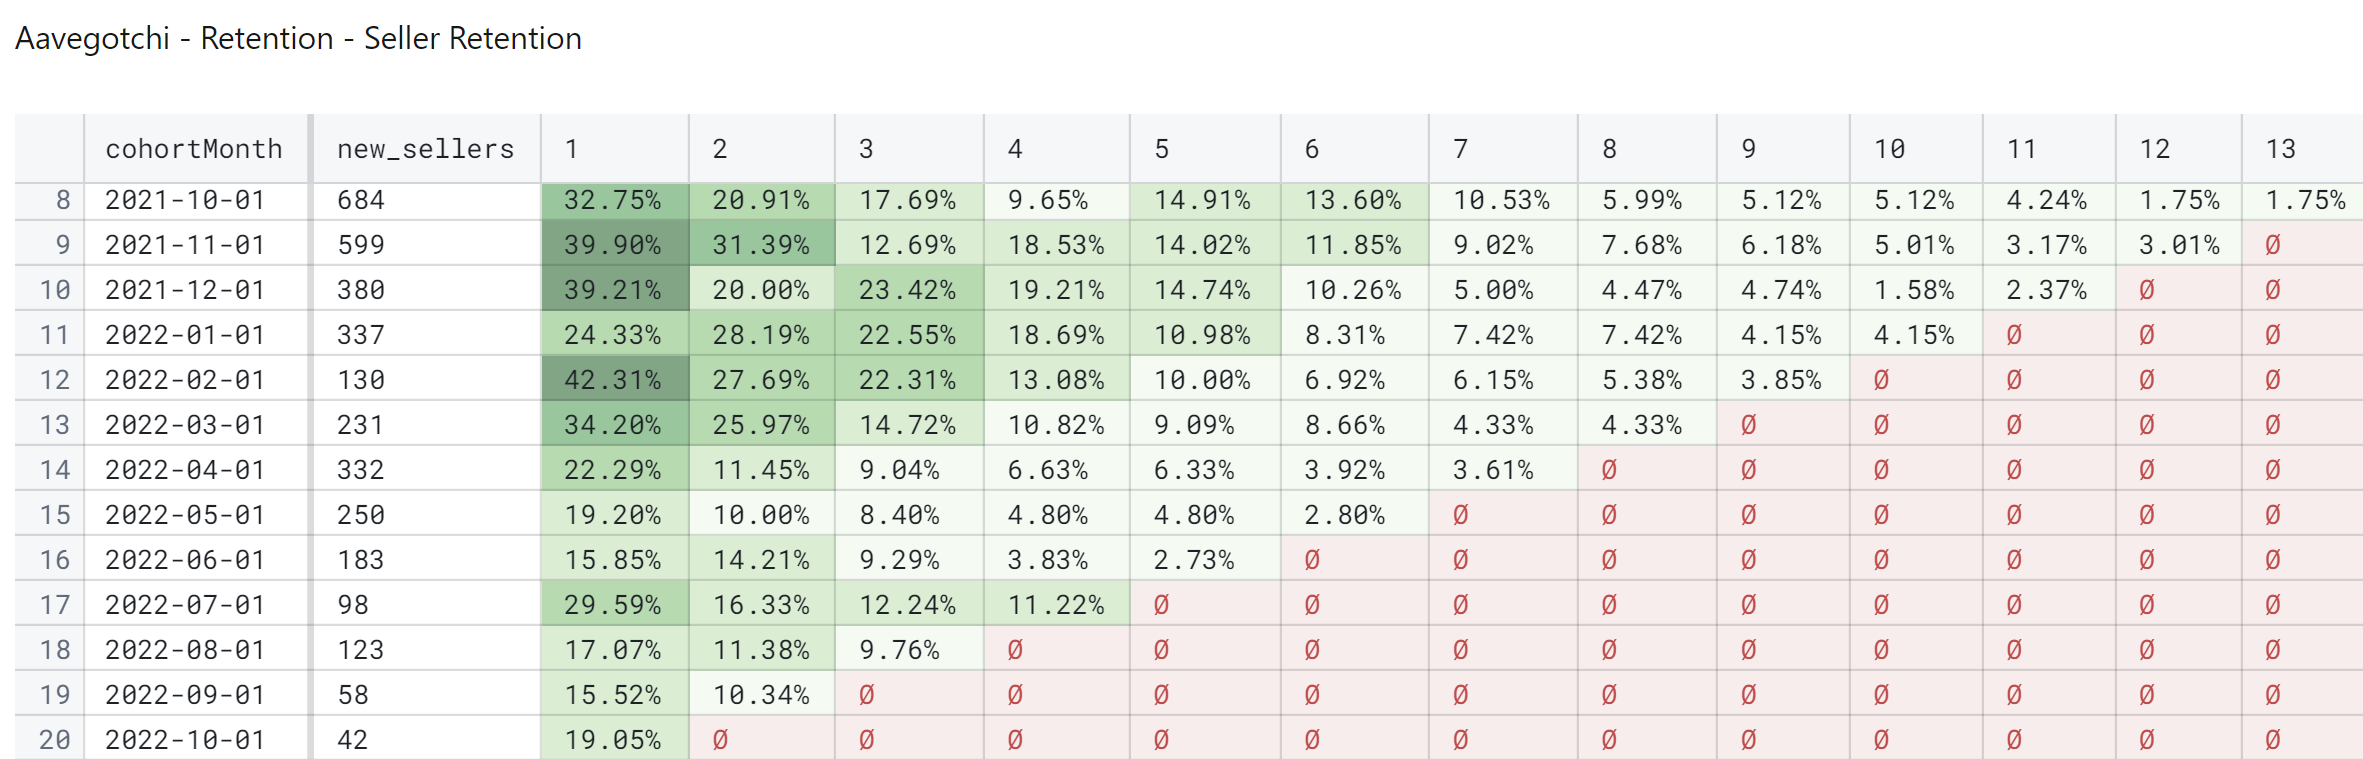 Aavegotchi - Retention - Seller Retention
cohortMonth new_sellers 1 2 3 4 5 6 7 8 9 10 11 12 13
8 2021-10-01 684 32.75% 20.91% 17.69% 9.65% 14.91% 13.60% 10.53% 5.99% 5.12% 5.12% 4.24% 1.75% 1.75%
9 2021-11-01 599 39.90% 31.39% 12.69% 18.53% 14.02% 11.85% 9.02% 7.68% 6.18% 5.01% 3.17% 3.01% Ø
10 2021-12-01 380 39.21% 20.00% 23.42% 19.21% 14.74% 10.26% 5.00% 4.47% 4.74% 1.58% 2.37% Ø Ø
11 2022-01-01 337 24.33% 28.19% 22.55% 18.69% 10.98% 8.31% 7.42% 7.42% 4.15% 4.15% Ø Ø Ø
12 2022-02-01 130 42.31% 27.69% 22.31% 13.08% 10.00% 6.92% 6.15% 5.38% 3.85% Ø Ø Ø Ø
13 2022-03-01 231 34.20% 25.97% 14.72% 10.82% 9.09% 8.66% 4.33% 4.33% Ø Ø Ø Ø Ø
14 2022-04-01 332 22.29% 11.45% 9.04% 6.63% 6.33% 3.92% 3.61% Ø Ø Ø Ø Ø Ø
15 2022-05-01 250 19.20% 10.00% 8.40% 4.80% 4.80% 2.80% Ø Ø Ø Ø Ø Ø Ø
16 2022-06-01 183 15.85% 14.21% 9.29% 3.83% 2.73% Ø Ø Ø Ø Ø Ø Ø Ø
17 2022-07-01 98 29.59% 16.33% 12.24% 11.22% Ø Ø Ø Ø Ø Ø Ø Ø Ø
18 2022-08-01 123 17.07% 11.38% 9.76% Ø Ø Ø Ø Ø Ø Ø Ø Ø Ø
19 2022-09-01 58 15.52% 10.34% Ø Ø Ø Ø Ø Ø Ø Ø Ø Ø Ø
20 2022-10-01 42 19.05% Ø Ø Ø Ø Ø Ø Ø Ø Ø Ø Ø Ø